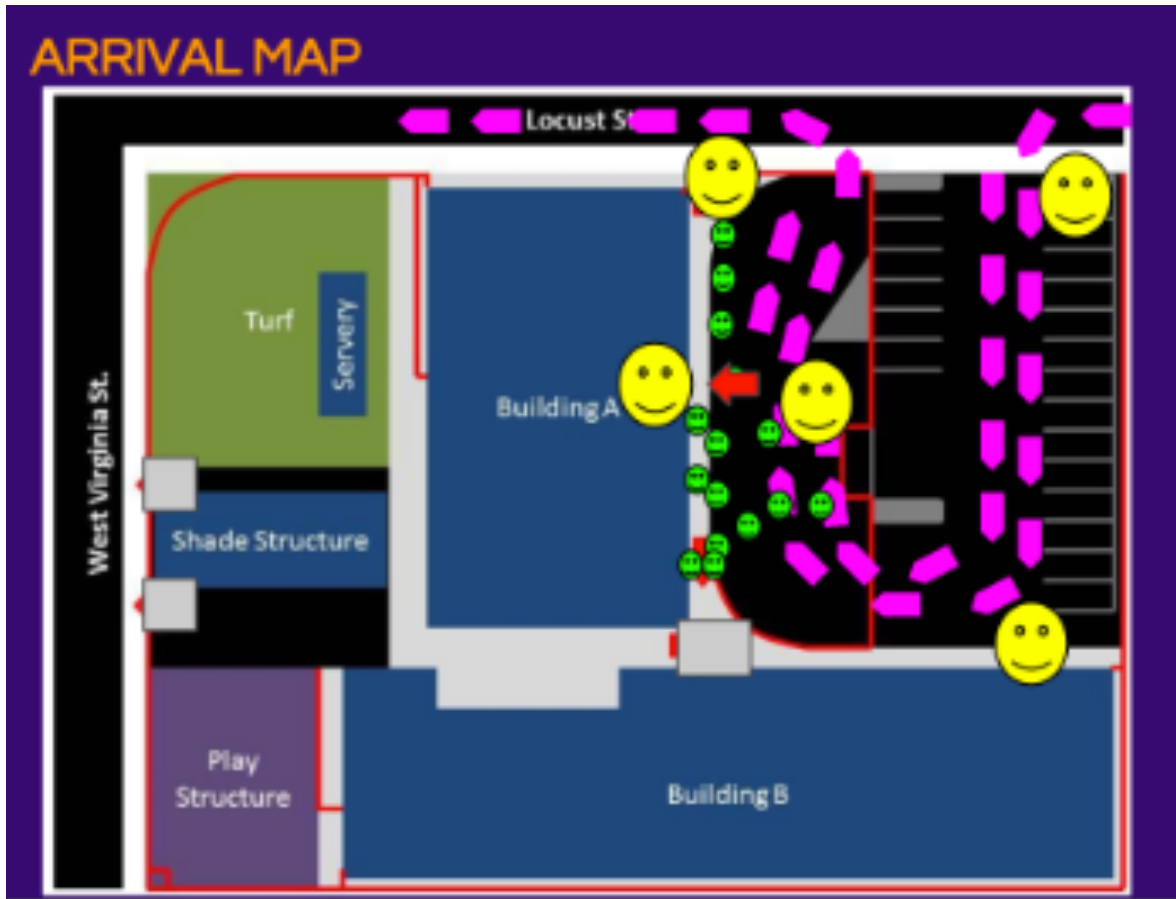 ARRIVAL MAP
Locust St.
Turf
Servery
Building A
West Virginia St.
Shade Structure
Play
Structure
Building B